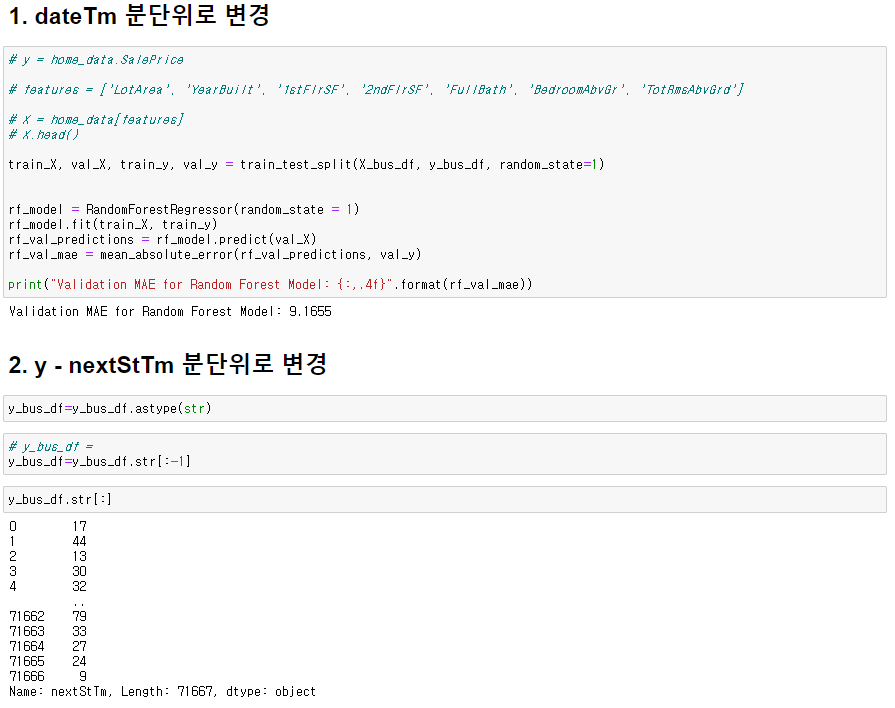 1. dateTm 분단위로 변경
# y = home_data.SalePrice
# features = ['LotArea', 'YearBuilt', '1stFlrSF', '2ndFlrSF', 'FullBath', 'BedroomAbvGr', 'TotRmsAbvGrd']
# X = home_data[features]
# X.head()
train_X, val_X, train_y, val_y = train_test_split(X_bus_df, y_bus_df, random_state=1)
rf_model = RandomForestRegressor(random_state = 1)
rf_model.fit(train_X, train_y)
rf_val_predictions = rf_model.predict(val_X)
rf_val_mae = mean_absolute_error(rf_val_predictions, val_y)
print("Validation MAE for Random Forest Model: {:,.4f}".format(rf_val_mae))
Validation MAE for Random Forest Model: 9.1655
2. y - nextStTm 분단위로 변경
y_bus_df=y_bus_df.astype(str)
# y_bus_df =
y_bus_df=y_bus_df.str[:-1]
y_bus_df.str[:]
0 17
1 44
2 13
3 30
4 32
..
71662 79
71663 33
71664 27
71665 24
71666 9
Name: nextStTm, Length: 71667, dtype: object